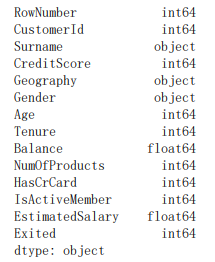 RowNumber int64
CustomerId int64
Surname object
CreditScore int64
Geography object
Gender object
Age int64
Tenure int64
Balance float64
NumOfProducts int64
HasCrCard int64
IsActiveMember int64
EstimatedSalary float64
Exited int64
dtype: object